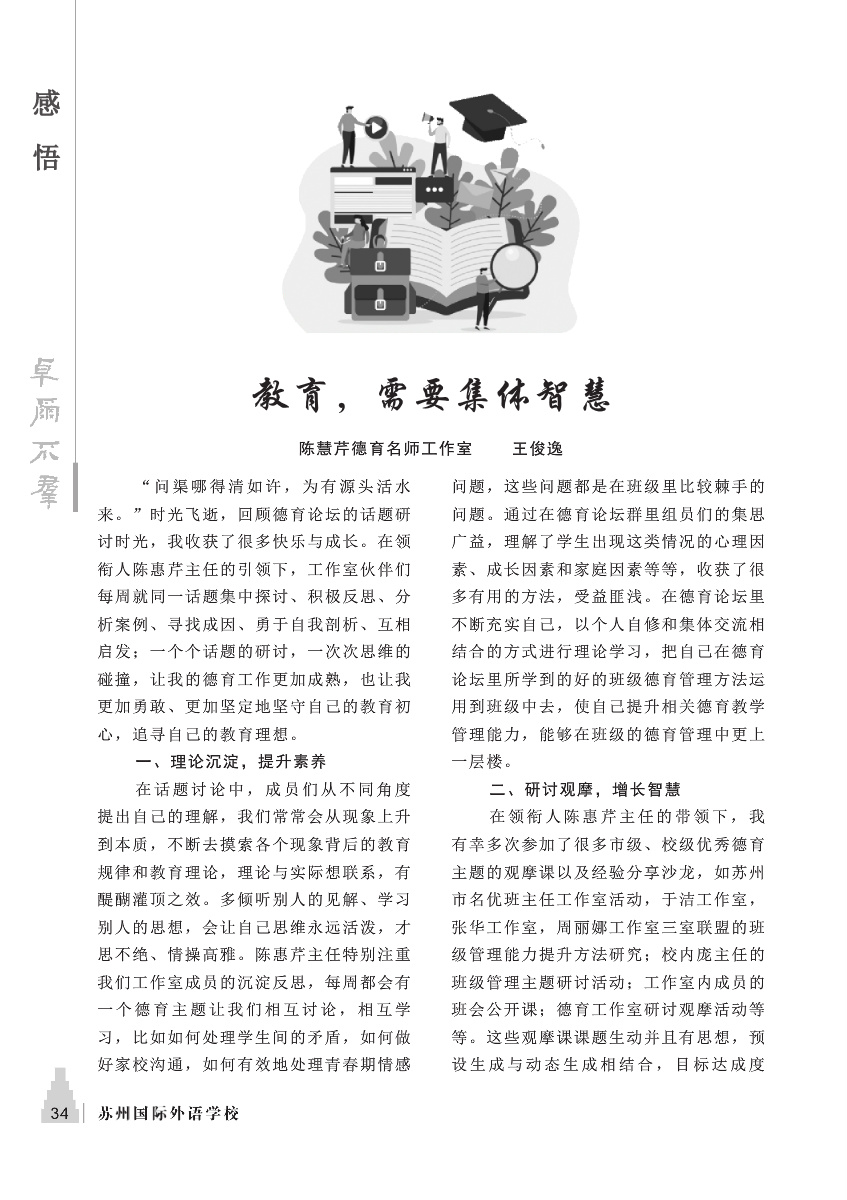 感
悟
卓
尔
不
群
教育，需要集体智慧
陈慧芹德育名师工作室　　王俊逸
“问渠哪得清如许，为有源头活水
来。”时光飞逝，回顾德育论坛的话题研
讨时光，我收获了很多快乐与成长。在领
衔人陈惠芹主任的引领下，工作室伙伴们
每周就同一话题集中探讨、积极反思、分
析案例、寻找成因、勇于自我剖析、互相
启发；一个个话题的研讨，一次次思维的
碰撞，让我的德育工作更加成熟，也让我
更加勇敢、更加坚定地坚守自己的教育初
心，追寻自己的教育理想。
一、理论沉淀，提升素养
在话题讨论中，成员们从不同角度
提出自己的理解，我们常常会从现象上升
到本质，不断去摸索各个现象背后的教育
规律和教育理论，理论与实际想联系，有
醍醐灌顶之效。多倾听别人的见解、学习
别人的思想，会让自己思维永远活泼，才
思不绝、情操高雅。陈惠芹主任特别注重
我们工作室成员的沉淀反思，每周都会有
一个德育主题让我们相互讨论，相互学
习，比如如何处理学生间的矛盾，如何做
好家校沟通，如何有效地处理青春期情感
问题，这些问题都是在班级里比较棘手的
问题。通过在德育论坛群里组员们的集思
广益，理解了学生出现这类情况的心理因
素、成长因素和家庭因素等等，收获了很
多有用的方法，受益匪浅。在德育论坛里
不断充实自己，以个人自修和集体交流相
结合的方式进行理论学习，把自己在德育
论坛里所学到的好的班级德育管理方法运
用到班级中去，使自己提升相关德育教学
管理能力，能够在班级的德育管理中更上
一层楼。
二、研讨观摩，增长智慧
在领衔人陈惠芹主任的带领下，我
有幸多次参加了很多市级、校级优秀德育
主题的观摩课以及经验分享沙龙，如苏州
市名优班主任工作室活动，于洁工作室，
张华工作室，周丽娜工作室三室联盟的班
级管理能力提升方法研究；校内庞主任的
班级管理主题研讨活动；工作室内成员的
班会公开课；德育工作室研讨观摩活动等
等。这些观摩课课题生动并且有思想，预
设生成与动态生成相结合，目标达成度
34
苏州国际外语学校